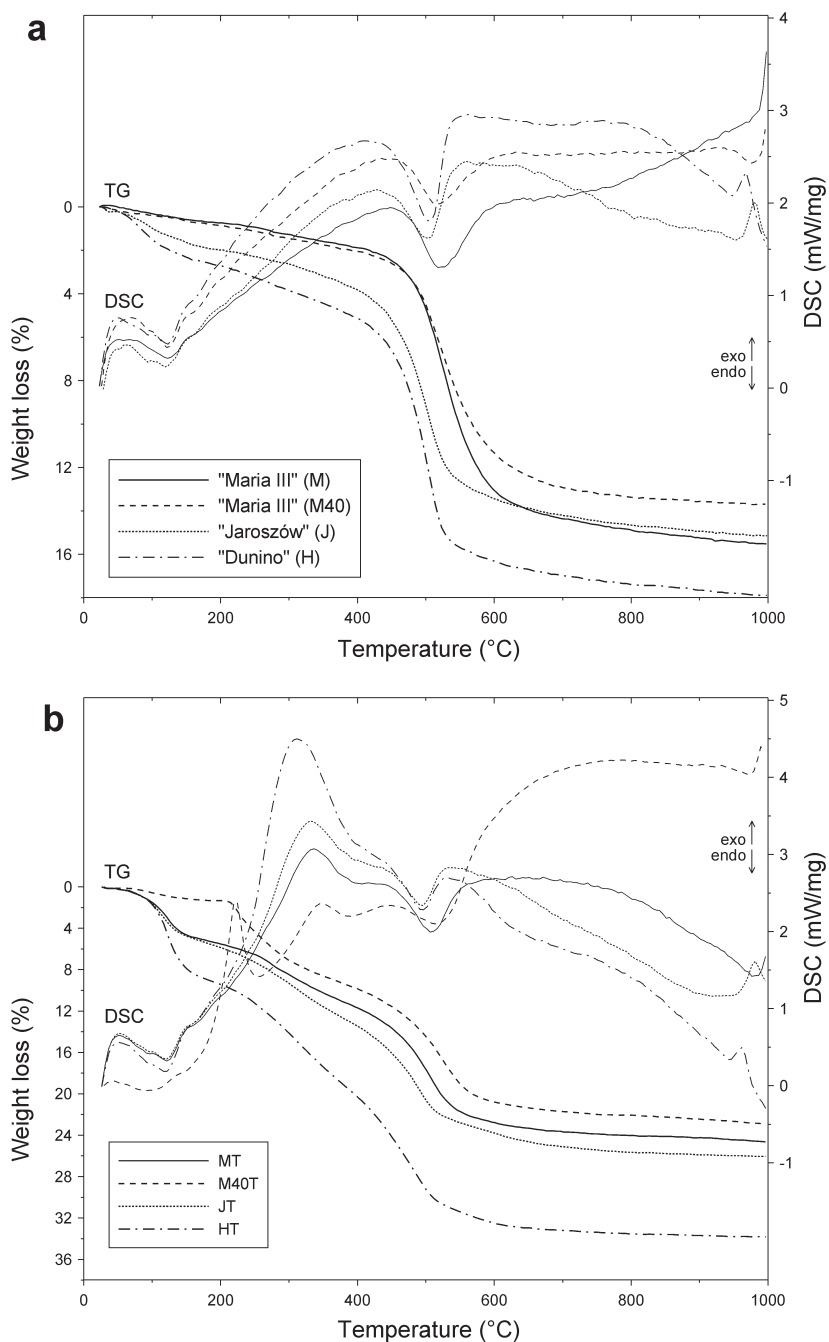 a
4
3
TG
0
2
4
DSC
1
exo
endo
8
0
Weight loss (%)
DSC (mW/mg)
12
"Maria III" (M)
-1
"Maria III" (M40)
"Jaroszów" (J)
16
"Dunino" (H)
0
200
400
600
800
1000
Temperature (°C)
b
5
4
exo
endo
3
TG
0
4
2
8
DSC
1
12
16
0
20
Weight loss (%)
DSC (mW/mg)
24
-1
MT
28
M40T
JT
32
HT
36
0
200
400
600
800
1000
Temperature (°C)